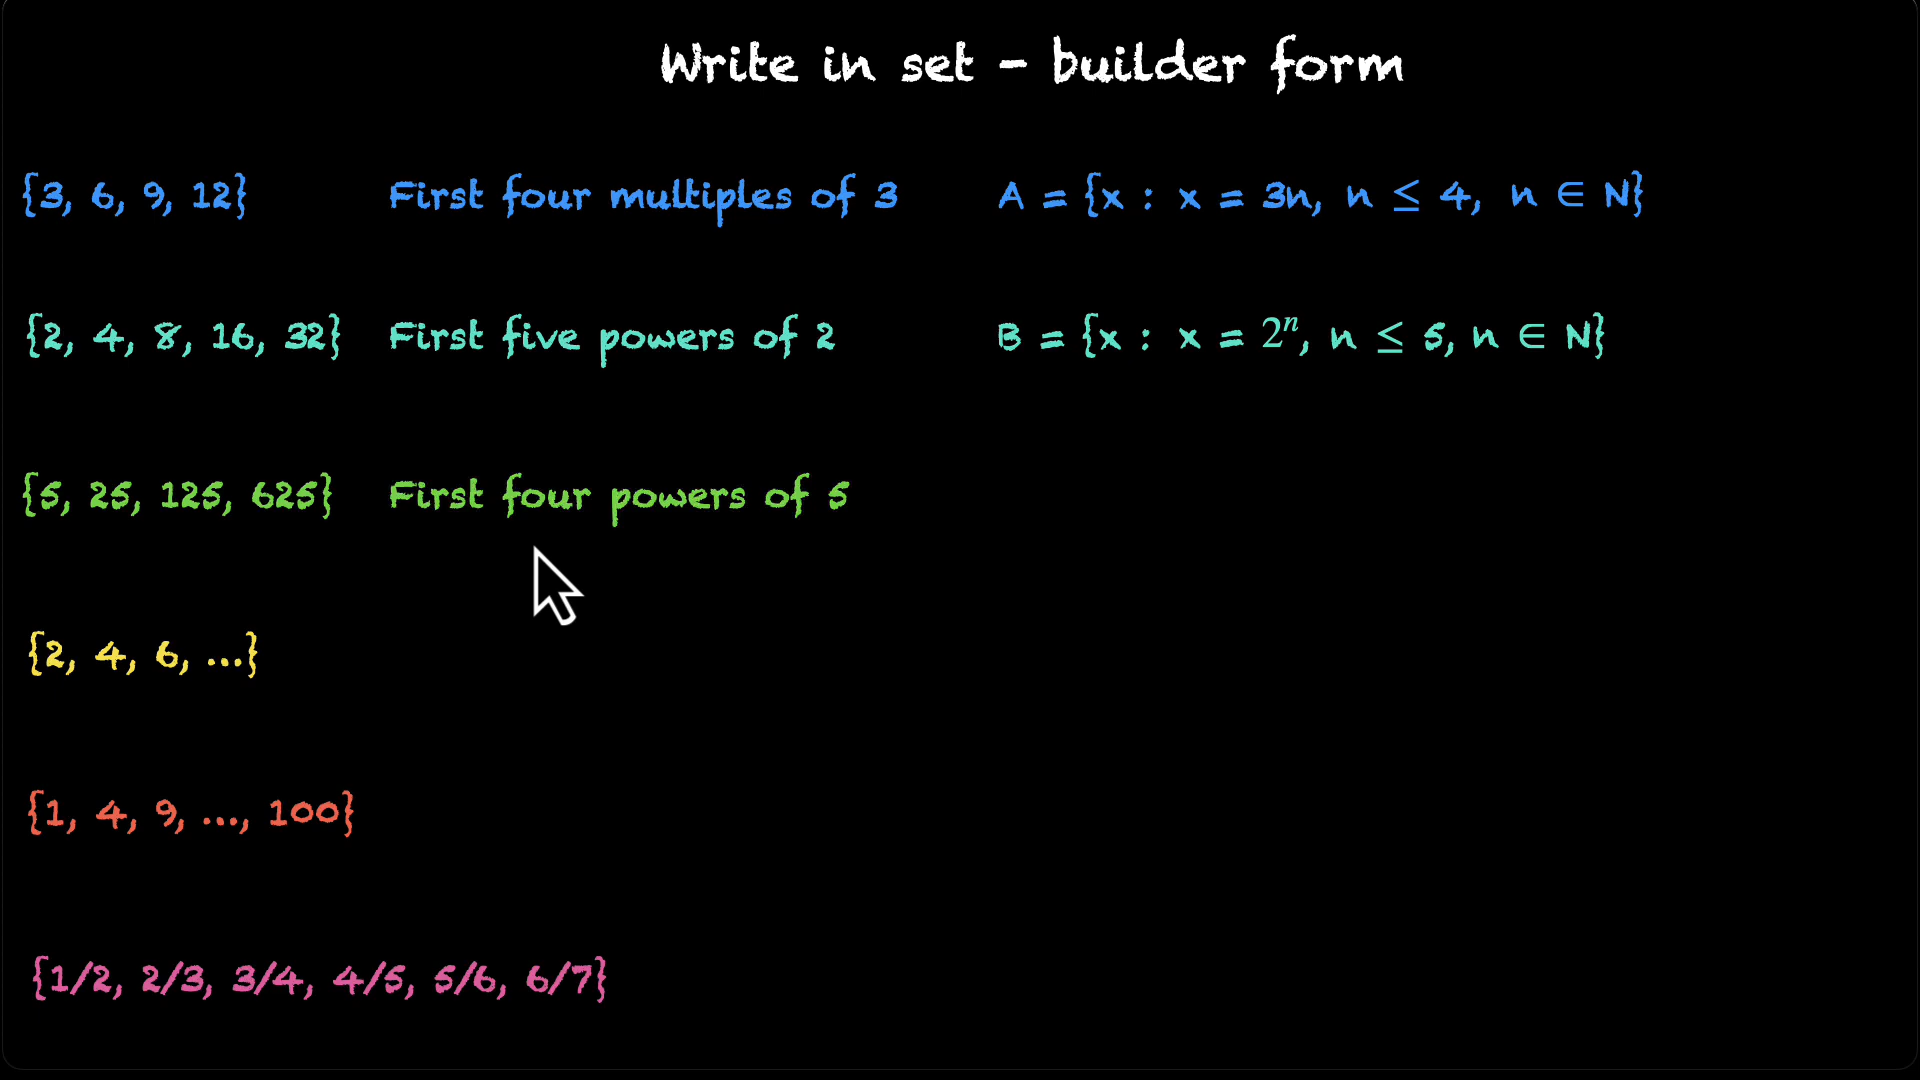 Write in set - builder form
{3, 6, 9, 12} First four multiples of 3 A = {x : x = 3n, n ≤ 4, n ∈ N}
{2, 4, 8, 16, 32} First five powers of 2 B = {x : x = 2ⁿ, n ≤ 5, n ∈ N}
{5, 25, 125, 625} First four powers of 5
{2, 4, 6, ...}
{1, 4, 9, ..., 100}
{1/2, 2/3, 3/4, 4/5, 5/6, 6/7}